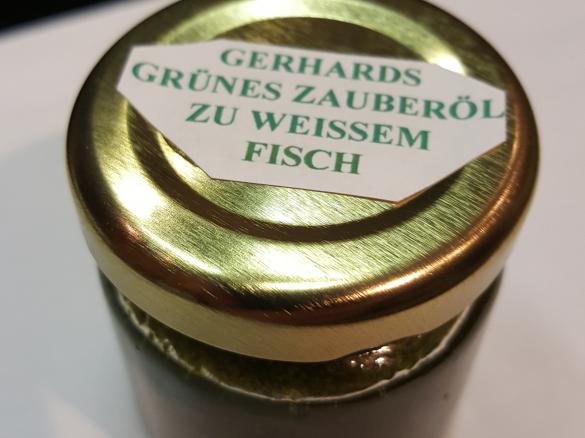 GERHARDS
GRÜNES ZAUBERÖL
ZU WEISSEM
FISCH